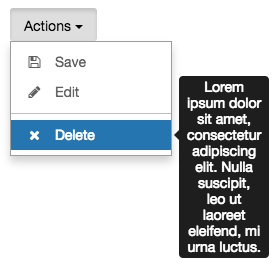 Actions
Save
Edit
Delete
Lorem
ipsum dolor
sit amet,
consectetur
adipiscing
elit. Nulla
suscipit,
leo ut
laoreet
eleifend, mi
urna luctus.